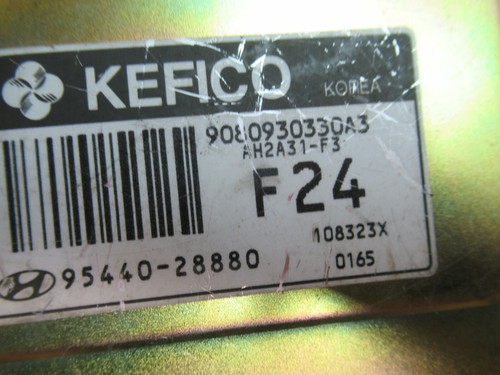 KEFICO KOREA
9080930330A3
AH2A31-F3
F24
108323X
95440-28880 0165